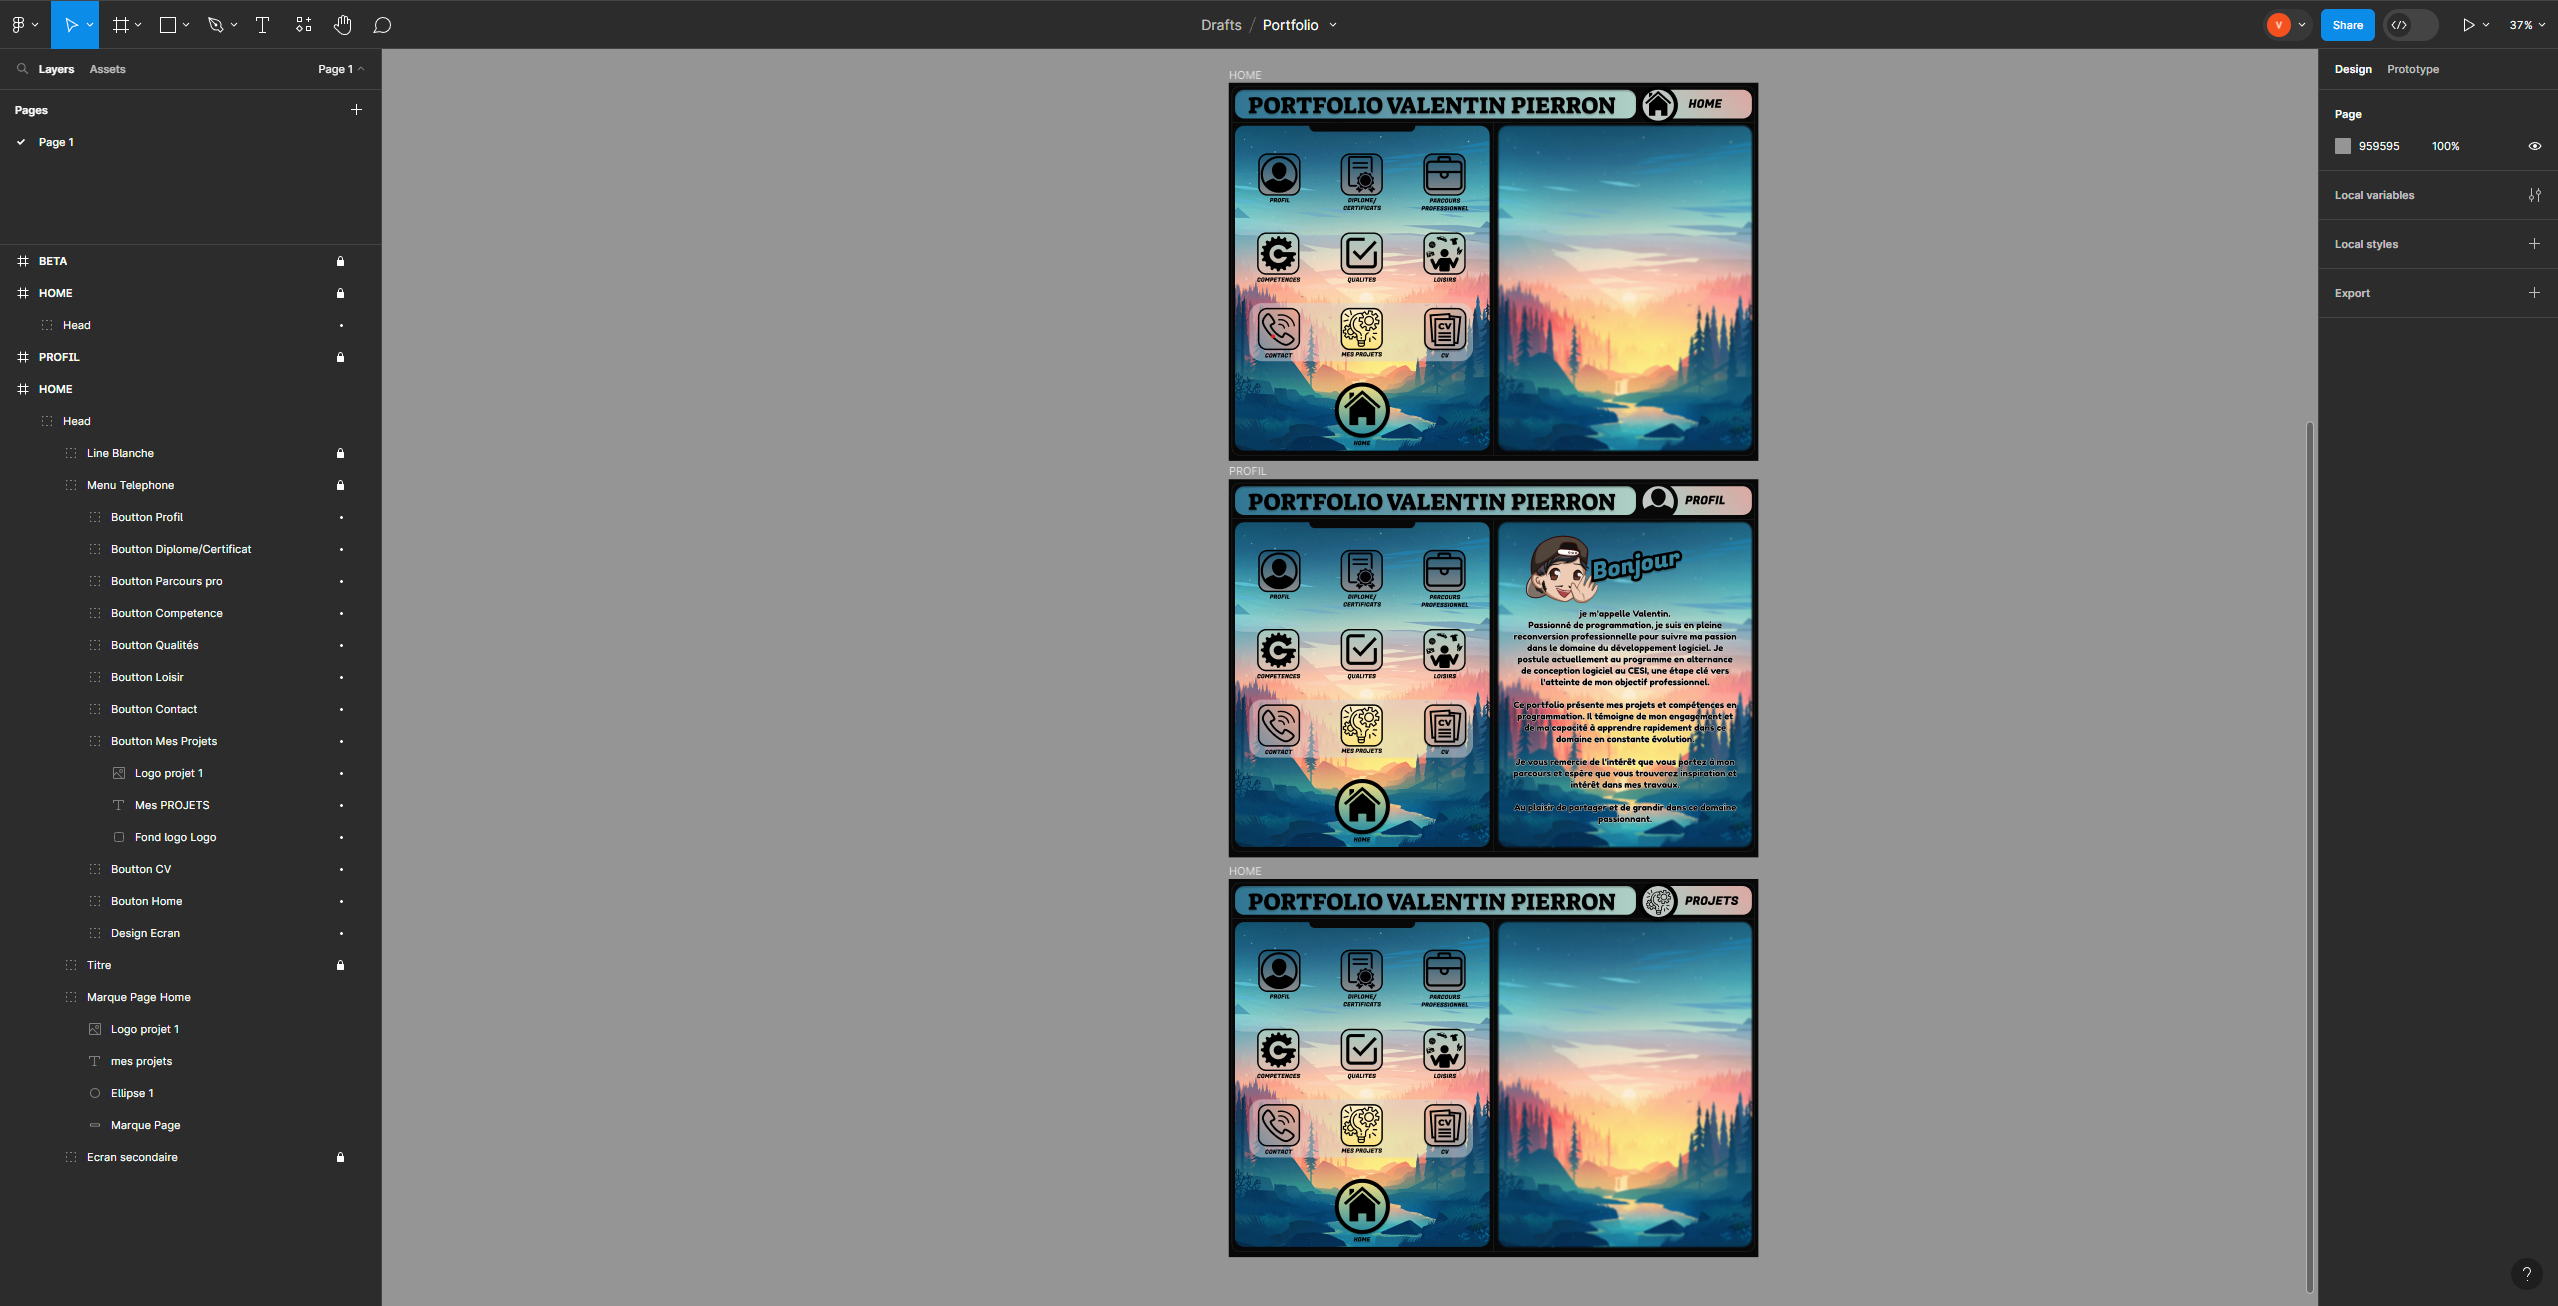 Drafts / Portfolio
V
Share
37%
Layers
Assets
Page 1
Pages
Page 1
BETA
HOME
Head
PROFIL
HOME
Head
Line Blanche
Menu Telephone
Boutton Profil
Boutton Diplome/Certificat
Boutton Parcours pro
Boutton Competence
Boutton Qualités
Boutton Loisir
Boutton Contact
Boutton Mes Projets
Logo projet 1
Mes PROJETS
Fond logo Logo
Boutton CV
Bouton Home
Design Ecran
Titre
Marque Page Home
Logo projet 1
mes projets
Ellipse 1
Marque Page
Ecran secondaire
HOME
PORTFOLIO VALENTIN PIERRON
HOME
PROFIL
DIPLOME/
CERTIFICATS
PARCOURS
PROFESSIONNEL
COMPETENCES
QUALITES
LOISIRS
CONTACT
MES PROJETS
CV
CV
HOME
PROFIL
PORTFOLIO VALENTIN PIERRON
PROFIL
PROFIL
DIPLOME/
CERTIFICATS
PARCOURS
PROFESSIONNEL
COMPETENCES
QUALITES
LOISIRS
CONTACT
MES PROJETS
CV
CV
HOME
Bonjour
je m'appelle Valentin.
Passionné de programmation, je suis en pleine
reconversion professionnelle pour suivre ma passion
dans le domaine du développement logiciel. Je
postule actuellement au programme en alternance
de conception logiciel au CESI, une étape clé vers
l'atteinte de mon objectif professionnel.
Ce portfolio présente mes projets et compétences en
programmation. Il témoigne de mon engagement et
de ma capacité à apprendre rapidement dans ce
domaine en constante évolution.
Je vous remercie de l'intérêt que vous portez à mon
parcours et espère que vous trouverez inspiration et
intérêt dans mes travaux.
Au plaisir de partager et de grandir dans ce domaine
passionnant.
HOME
PORTFOLIO VALENTIN PIERRON
PROJETS
PROFIL
DIPLOME/
CERTIFICATS
PARCOURS
PROFESSIONNEL
COMPETENCES
QUALITES
LOISIRS
CONTACT
MES PROJETS
CV
CV
HOME
Design
Prototype
Page
959595
100%
Local variables
Local styles
Export
?